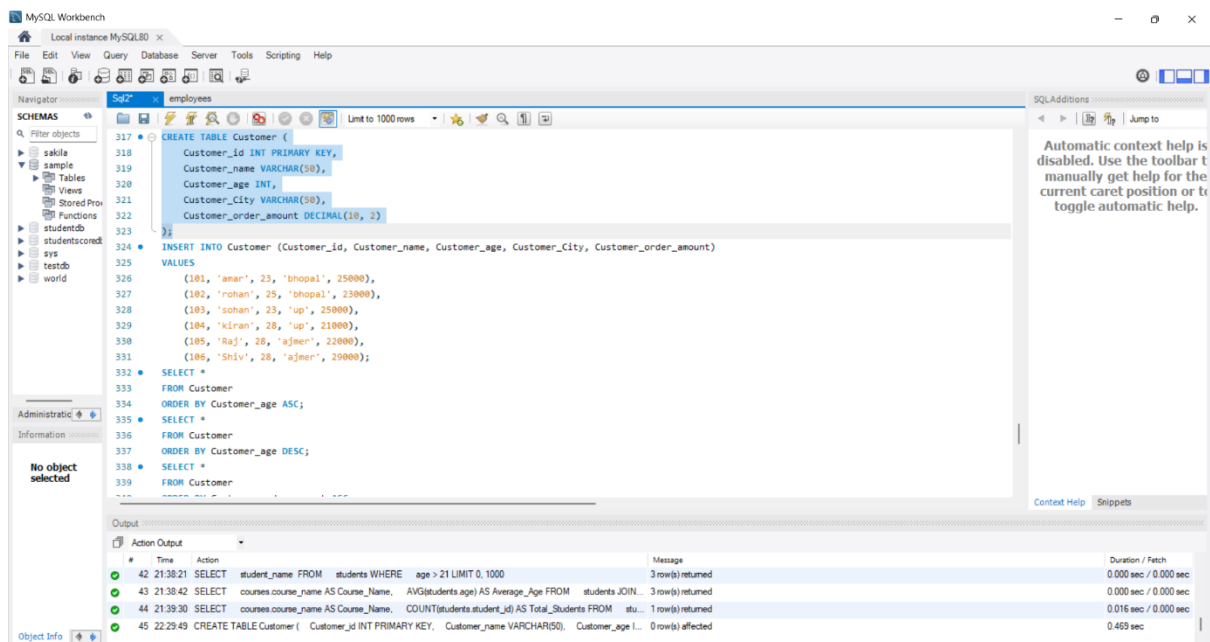 MySQL Workbench
Local instance MySQL80
File Edit View Query Database Server Tools Scripting Help
Navigator
SCHEMAS
Filter objects
sakila
sample
Tables
Views
Stored Pro
Functions
studentdb
studentscored
sys
testdb
world
Administratic
Information
No object
selected
Object Info
Sql2* employees
Limit to 1000 rows
317 CREATE TABLE Customer (
318 Customer_id INT PRIMARY KEY,
319 Customer_name VARCHAR(50),
320 Customer_age INT,
321 Customer_City VARCHAR(50),
322 Customer_order_amount DECIMAL(10, 2)
323 );
324 INSERT INTO Customer (Customer_id, Customer_name, Customer_age, Customer_City, Customer_order_amount)
325 VALUES
326 (101, 'amar', 23, 'bhopal', 25000),
327 (102, 'rohan', 25, 'bhopal', 23000),
328 (103, 'sohan', 23, 'up', 25000),
329 (104, 'kiran', 28, 'up', 21000),
330 (105, 'Raj', 28, 'ajmer', 22000),
331 (106, 'Shiv', 28, 'ajmer', 29000);
332 SELECT *
333 FROM Customer
334 ORDER BY Customer_age ASC;
335 SELECT *
336 FROM Customer
337 ORDER BY Customer_age DESC;
338 SELECT *
339 FROM Customer
SQLAdditions
Jump to
Automatic context help is
disabled. Use the toolbar t
manually get help for the
current caret position or to
toggle automatic help.
Context Help Snippets
Output
Action Output
# Time Action Message Duration / Fetch
42 21:38:21 SELECT student_name FROM students WHERE age > 21 LIMIT 0, 1000 3 row(s) returned 0.000 sec / 0.000 sec
43 21:38:42 SELECT courses.course_name AS Course_Name, AVG(students.age) AS Average_Age FROM students JOIN... 3 row(s) returned 0.000 sec / 0.000 sec
44 21:39:30 SELECT courses.course_name AS Course_Name, COUNT(students.student_id) AS Total_Students FROM stu... 1 row(s) returned 0.016 sec / 0.000 sec
45 22:29:49 CREATE TABLE Customer ( Customer_id INT PRIMARY KEY, Customer_name VARCHAR(50), Customer_age I... 0 row(s) affected 0.469 sec